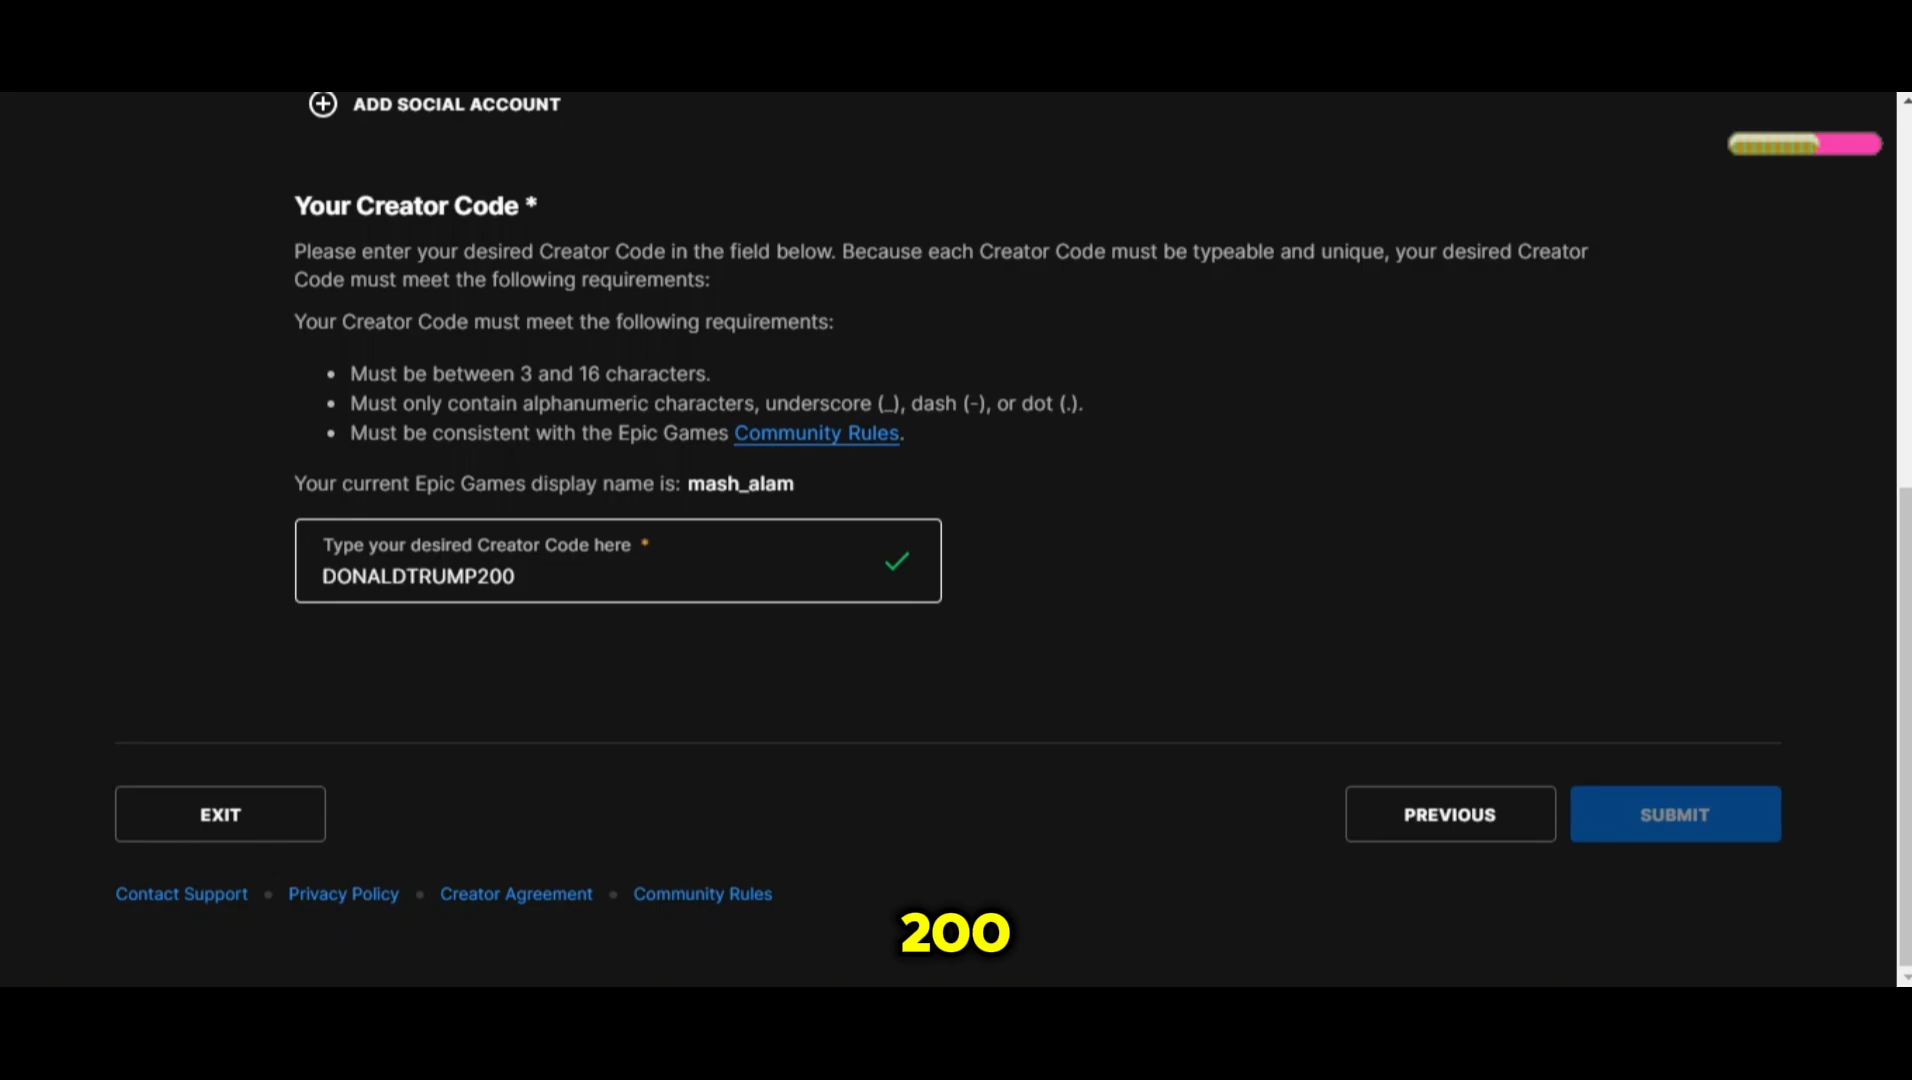 ADD SOCIAL ACCOUNT
Your Creator Code *
Please enter your desired Creator Code in the field below. Because each Creator Code must be typeable and unique, your desired Creator
Code must meet the following requirements:
Your Creator Code must meet the following requirements:
• Must be between 3 and 16 characters.
• Must only contain alphanumeric characters, underscore (_), dash (-), or dot (.).
• Must be consistent with the Epic Games Community Rules.
Your current Epic Games display name is: mash_alam
Type your desired Creator Code here *
DONALDTRUMP200
EXIT
PREVIOUS
SUBMIT
Contact Support • Privacy Policy • Creator Agreement • Community Rules
200